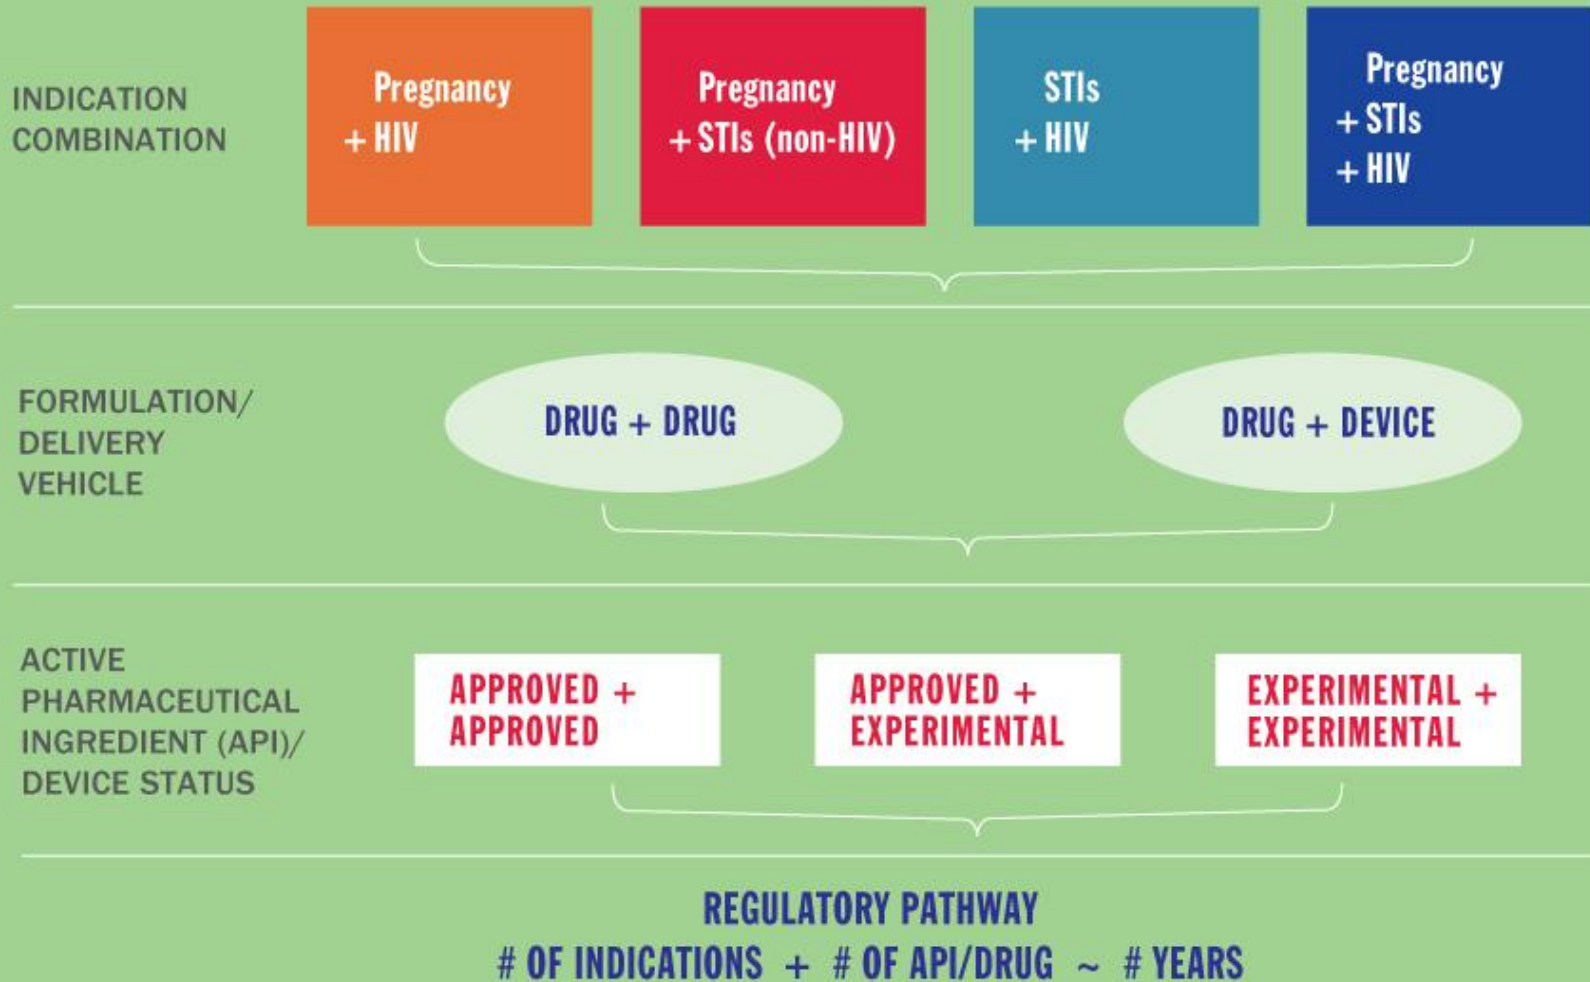 INDICATION
COMBINATION
Pregnancy
+ HIV
Pregnancy
+ STIs (non-HIV)
STIs
+ HIV
Pregnancy
+ STIs
+ HIV
FORMULATION/
DELIVERY
VEHICLE
DRUG + DRUG
DRUG + DEVICE
ACTIVE
PHARMACEUTICAL
INGREDIENT (API)/
DEVICE STATUS
APPROVED +
APPROVED
APPROVED +
EXPERIMENTAL
EXPERIMENTAL +
EXPERIMENTAL
REGULATORY PATHWAY
# OF INDICATIONS + # OF API/DRUG ~ # YEARS